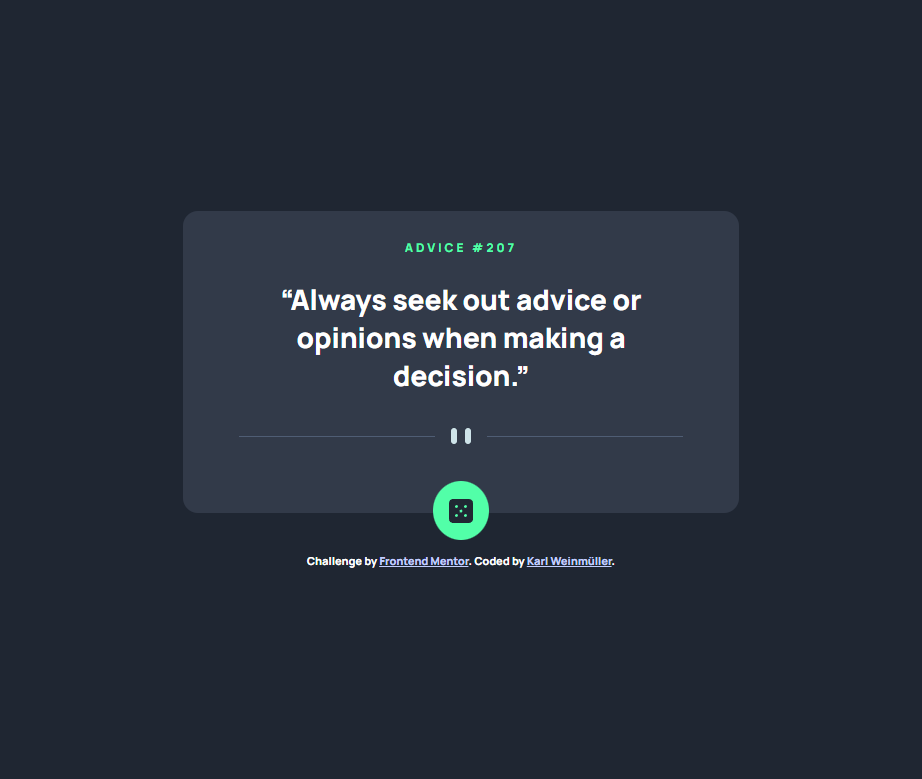 ADVICE #207
“Always seek out advice or
opinions when making a
decision.”
Challenge by Frontend Mentor. Coded by Karl Weinmüller.